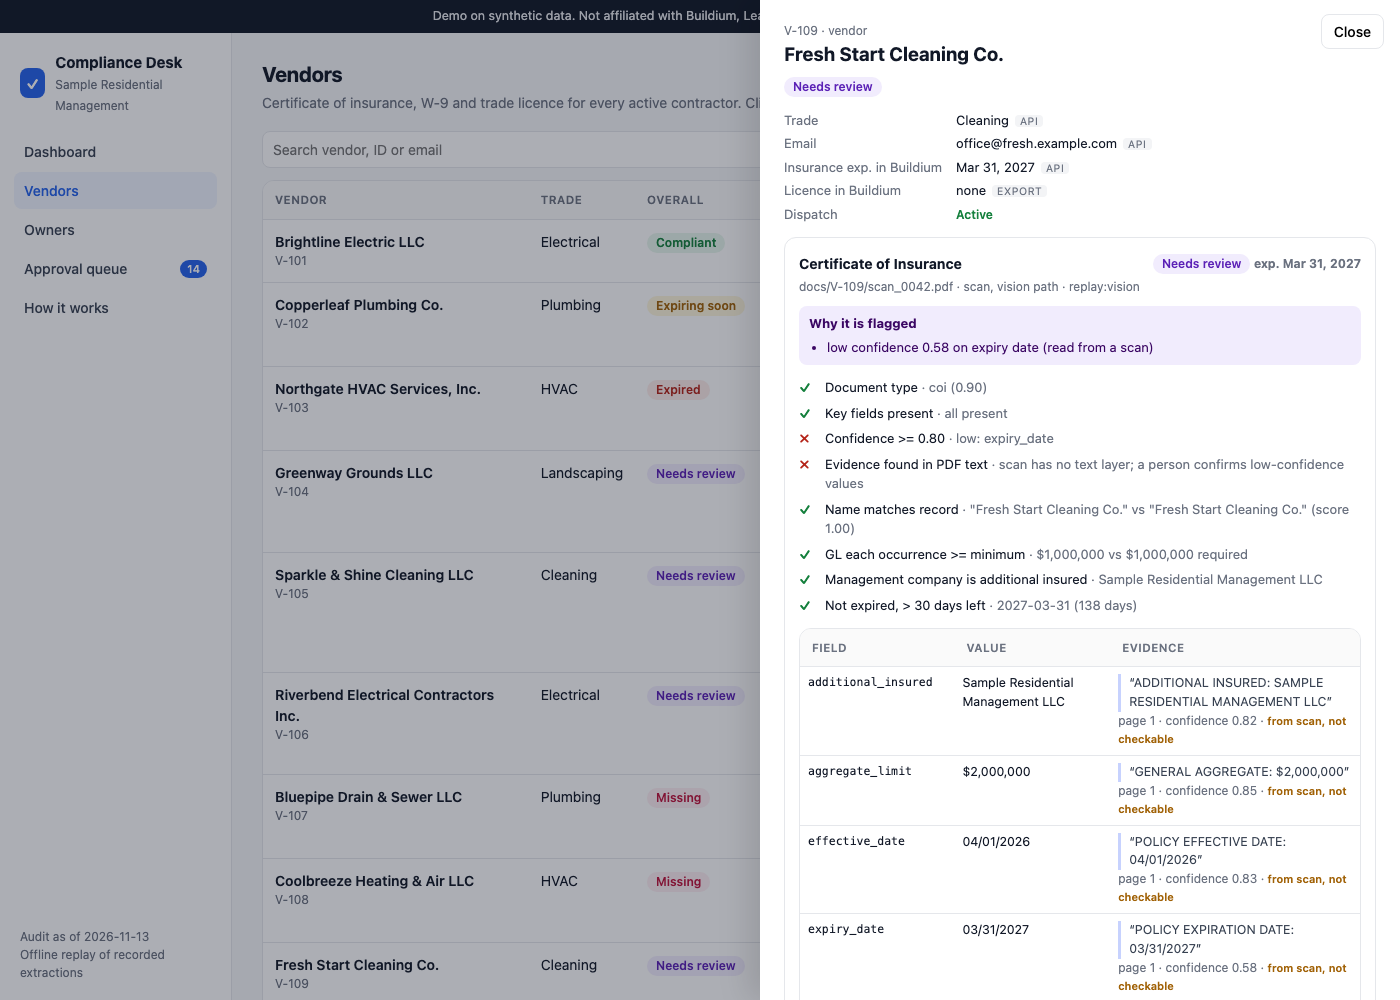 Demo on synthetic data. Not affiliated with Buildium, Lea
Compliance Desk
Sample Residential
Management
Dashboard
Vendors
Owners
Approval queue
14
How it works
Audit as of 2026-11-13
Offline replay of recorded
extractions
Vendors
Certificate of insurance, W-9 and trade licence for every active contractor. Cli
Search vendor, ID or email
VENDOR TRADE OVERALL
Brightline Electric LLC Electrical Compliant
V-101
Copperleaf Plumbing Co. Plumbing Expiring soon
V-102
Northgate HVAC Services, Inc. HVAC Expired
V-103
Greenway Grounds LLC Landscaping Needs review
V-104
Sparkle & Shine Cleaning LLC Cleaning Needs review
V-105
Riverbend Electrical Contractors Electrical Needs review
Inc.
V-106
Bluepipe Drain & Sewer LLC Plumbing Missing
V-107
Coolbreeze Heating & Air LLC HVAC Missing
V-108
Fresh Start Cleaning Co. Cleaning Needs review
V-109
V-109 · vendor
Close
Fresh Start Cleaning Co.
Needs review
Trade Cleaning API
Email office@fresh.example.com API
Insurance exp. in Buildium Mar 31, 2027 API
Licence in Buildium none EXPORT
Dispatch Active
Certificate of Insurance Needs review exp. Mar 31, 2027
docs/V-109/scan_0042.pdf · scan, vision path · replay:vision
Why it is flagged
• low confidence 0.58 on expiry date (read from a scan)
✓ Document type · coi (0.90)
✓ Key fields present · all present
✕ Confidence >= 0.80 · low: expiry_date
✕ Evidence found in PDF text · scan has no text layer; a person confirms low-confidence
values
✓ Name matches record · "Fresh Start Cleaning Co." vs "Fresh Start Cleaning Co." (score
1.00)
✓ GL each occurrence >= minimum · $1,000,000 vs $1,000,000 required
✓ Management company is additional insured · Sample Residential Management LLC
✓ Not expired, > 30 days left · 2027-03-31 (138 days)
FIELD VALUE EVIDENCE
additional_insured Sample Residential “ADDITIONAL INSURED: SAMPLE
Management LLC RESIDENTIAL MANAGEMENT LLC”
page 1 · confidence 0.82 · from scan, not
checkable
aggregate_limit $2,000,000 “GENERAL AGGREGATE: $2,000,000”
page 1 · confidence 0.85 · from scan, not
checkable
effective_date 04/01/2026 “POLICY EFFECTIVE DATE:
04/01/2026”
page 1 · confidence 0.83 · from scan, not
checkable
expiry_date 03/31/2027 “POLICY EXPIRATION DATE:
03/31/2027”
page 1 · confidence 0.58 · from scan, not
checkable